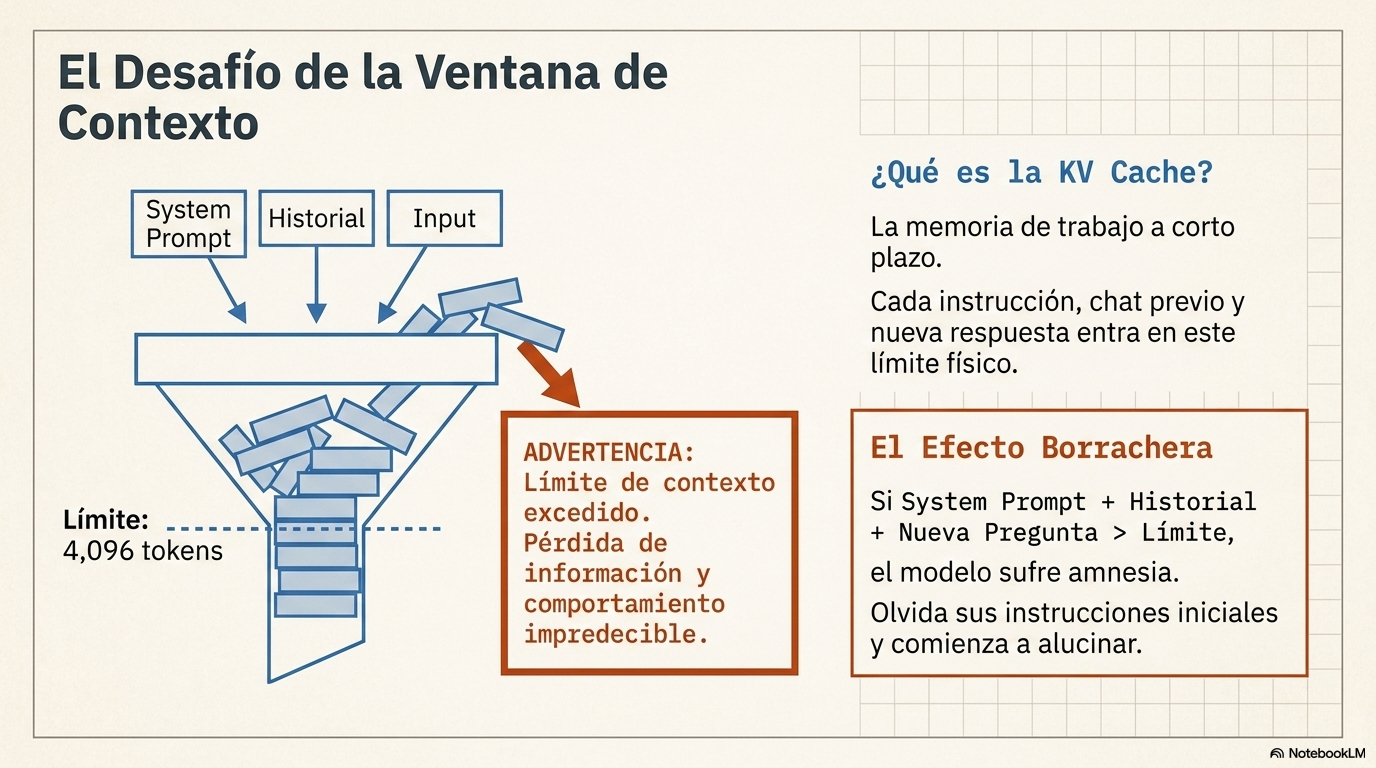 El Desafío de la Ventana de
Contexto
System
Prompt
Historial
Input
Límite:
4,096 tokens
ADVERTENCIA:
Límite de contexto
excedido.
Pérdida de
información y
comportamiento
impredecible.
¿Qué es la KV Cache?
La memoria de trabajo a corto
plazo.
Cada instrucción, chat previo y
nueva respuesta entra en este
límite físico.
El Efecto Borrachera
Si System Prompt + Historial
+ Nueva Pregunta > Límite,
el modelo sufre amnesia.
Olvida sus instrucciones iniciales
y comienza a alucinar.
NotebookLM